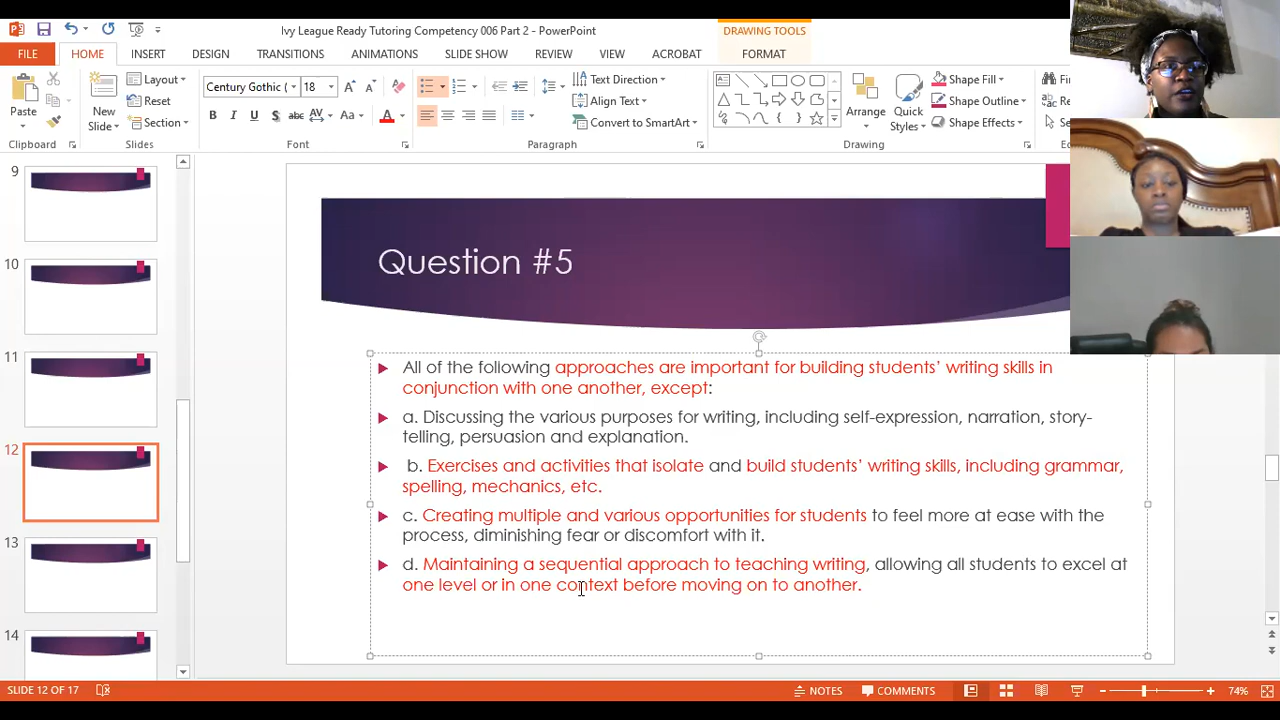 Ivy League Ready Tutoring Competency 006 Part 2 - PowerPoint
DRAWING TOOLS
FILE HOME INSERT DESIGN TRANSITIONS ANIMATIONS SLIDE SHOW REVIEW VIEW ACROBAT FORMAT
Paste
Clipboard
New
Slide
Layout
Reset
Section
Slides
Century Gothic ( 18
B I U S abc AV Aa A
Font
Paragraph
Text Direction
Align Text
Convert to SmartArt
Arrange
Quick
Styles
Shape Fill
Shape Outline
Shape Effects
Drawing
9
10
11
12
13
14
Question #5
All of the following approaches are important for building students' writing skills in
conjunction with one another, except:
a. Discussing the various purposes for writing, including self-expression, narration, story-
telling, persuasion and explanation.
b. Exercises and activities that isolate and build students' writing skills, including grammar,
spelling, mechanics, etc.
c. Creating multiple and various opportunities for students to feel more at ease with the
process, diminishing fear or discomfort with it.
d. Maintaining a sequential approach to teaching writing, allowing all students to excel at
one level or in one context before moving on to another.
SLIDE 12 OF 17
NOTES
COMMENTS
74%